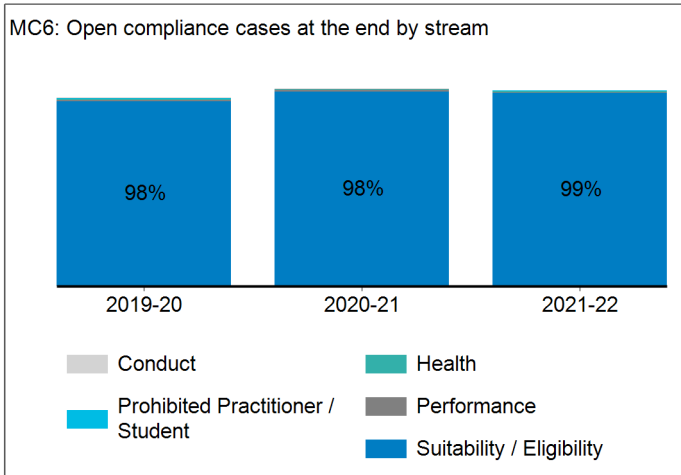 MC6: Open compliance cases at the end by stream
98%
98%
99%
2019-20
2020-21
2021-22
Conduct
Health
Prohibited Practitioner /
Student
Performance
Suitability / Eligibility